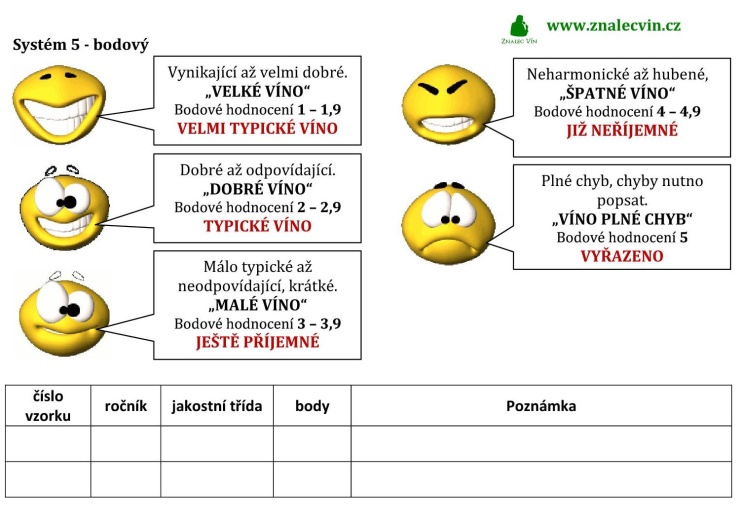 www.znalecvin.cz
ZNALEC VÍN
Systém 5 - bodový
Vynikající až velmi dobré.
„VELKÉ VÍNO“
Bodové hodnocení 1 – 1,9
VELMI TYPICKÉ VÍNO
Dobré až odpovídající.
„DOBRÉ VÍNO“
Bodové hodnocení 2 – 2,9
TYPICKÉ VÍNO
Málo typické až
neodpovídající, krátké.
„MALÉ VÍNO“
Bodové hodnocení 3 – 3,9
JEŠTĚ PŘÍJEMNÉ
Neharmonické až hubené,
„ŠPATNÉ VÍNO“
Bodové hodnocení 4 – 4,9
JIŽ NEŘÍJEMNÉ
Plné chyb, chyby nutno
popsat.
„VÍNO PLNÉ CHYB“
Bodové hodnocení 5
VYŘAZENO
číslo
vzorku
ročník
jakostní třída
body
Poznámka